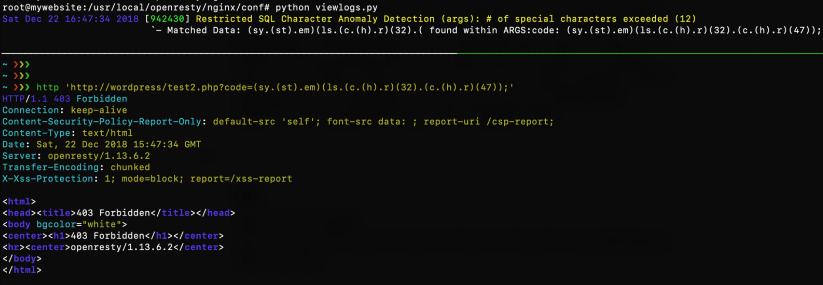 root@mywebsite:/usr/local/openresty/nginx/conf# python viewlogs.py
Sat Dec 22 16:47:34 2018 [942430] Restricted SQL Character Anomaly Detection (args): # of special characters exceeded (12)
`- Matched Data: (sy.(st).em)(ls.(c.(h).r)(32).( found within ARGS:code: (sy.(st).em)(ls.(c.(h).r)(32).(c.(h).r)(47));
~ ❯❯❯
~ ❯❯❯
~ ❯❯❯ http 'http://wordpress/test2.php?code=(sy.(st).em)(ls.(c.(h).r)(32).(c.(h).r)(47));'
HTTP/1.1 403 Forbidden
Connection: keep-alive
Content-Security-Policy-Report-Only: default-src 'self'; font-src data: ; report-uri /csp-report;
Content-Type: text/html
Date: Sat, 22 Dec 2018 15:47:34 GMT
Server: openresty/1.13.6.2
Transfer-Encoding: chunked
X-Xss-Protection: 1; mode=block; report=/xss-report
<html>
<head><title>403 Forbidden</title></head>
<body bgcolor="white">
<center><h1>403 Forbidden</h1></center>
<hr><center>openresty/1.13.6.2</center>
</body>
</html>